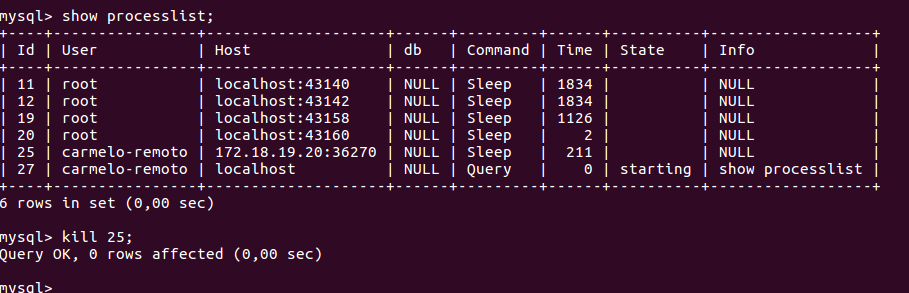 mysql> show processlist;
+----+----------------+--------------------+------+---------+------+----------+------------------+
| Id | User           | Host               | db   | Command | Time | State    | Info             |
+----+----------------+--------------------+------+---------+------+----------+------------------+
| 11 | root           | localhost:43140    | NULL | Sleep   | 1834 |          | NULL             |
| 12 | root           | localhost:43142    | NULL | Sleep   | 1834 |          | NULL             |
| 19 | root           | localhost:43158    | NULL | Sleep   | 1126 |          | NULL             |
| 20 | root           | localhost:43160    | NULL | Sleep   |    2 |          | NULL             |
| 25 | carmelo-remoto | 172.18.19.20:36270 | NULL | Sleep   |  211 |          | NULL             |
| 27 | carmelo-remoto | localhost          | NULL | Query   |    0 | starting | show processlist |
+----+----------------+--------------------+------+---------+------+----------+------------------+
6 rows in set (0,00 sec)
mysql> kill 25;
Query OK, 0 rows affected (0,00 sec)
mysql>